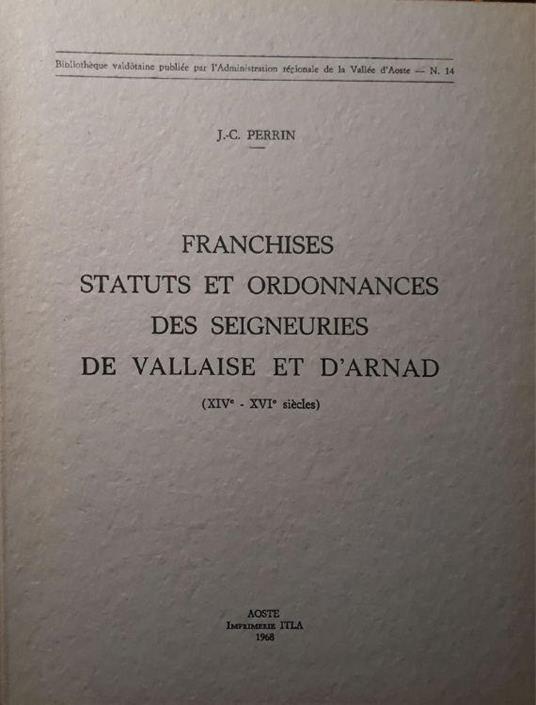 Bibliothèque valdôtaine publiée par l'Administration régionale de la Vallée d'Aoste — N. 14
J.-C. PERRIN
FRANCHISES
STATUTS ET ORDONNANCES
DES SEIGNEURIES
DE VALLAISE ET D'ARNAD
(XIVe - XVIe siècles)
AOSTE
IMPRIMERIE ITLA
1968